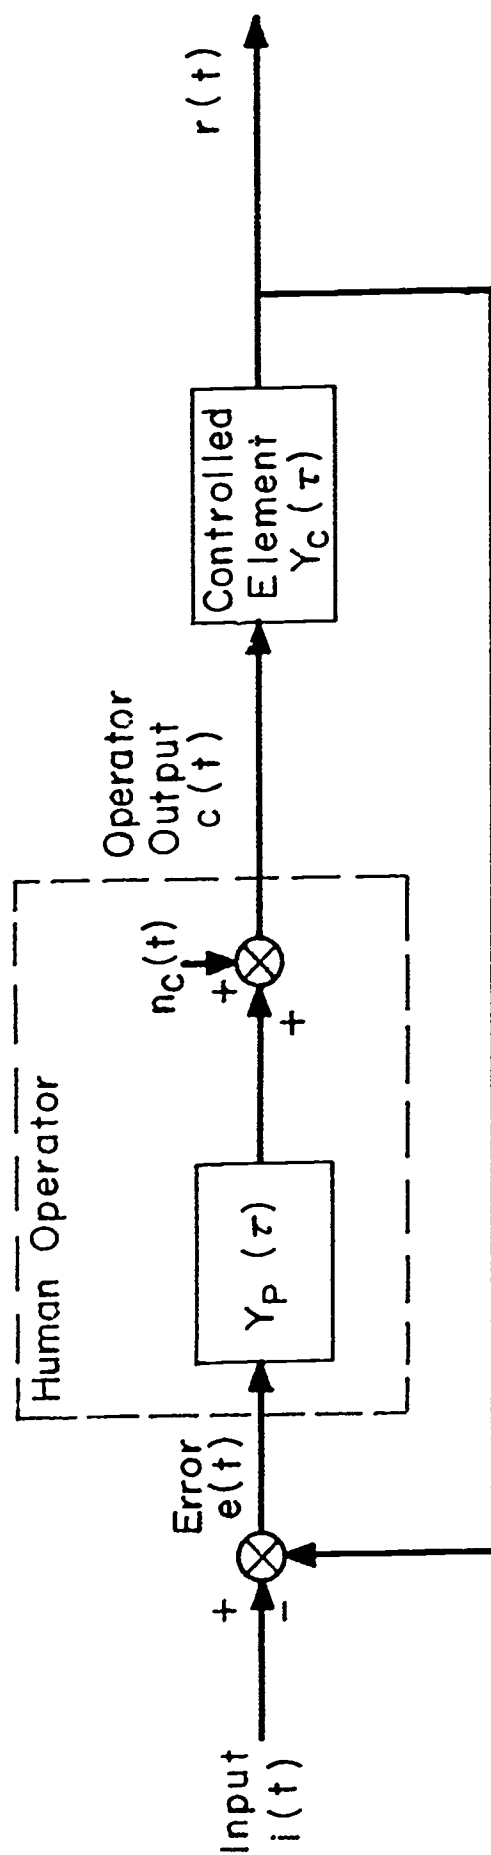 Input
i(t)
+
−
Error
e(t)
Human Operator
Y_P (τ)
+
n_C(t)
+
Operator
Output
c(t)
Controlled
Element
Y_C (τ)
r(t)